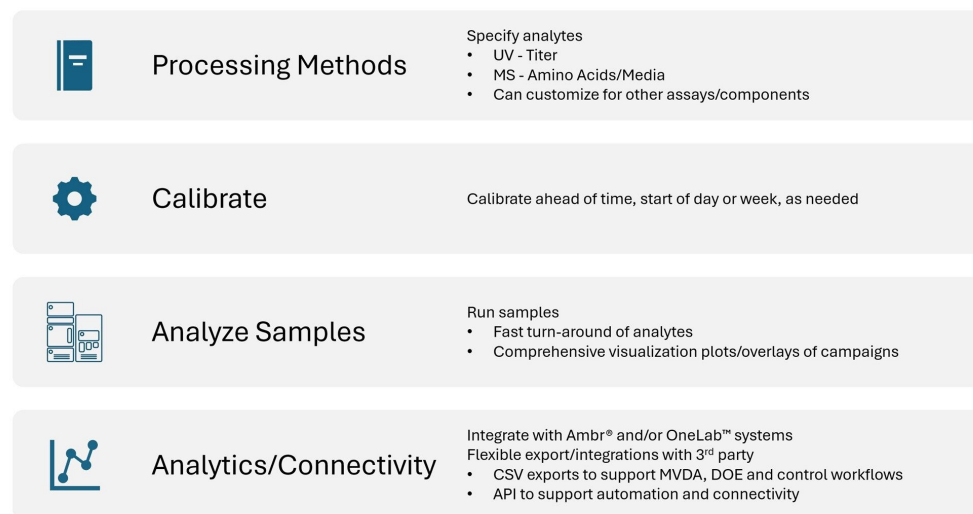 Processing Methods
Specify analytes
• UV - Titer
• MS - Amino Acids/Media
• Can customize for other assays/components
Calibrate
Calibrate ahead of time, start of day or week, as needed
Analyze Samples
Run samples
• Fast turn-around of analytes
• Comprehensive visualization plots/overlays of campaigns
Analytics/Connectivity
Integrate with Ambr® and/or OneLab™ systems
Flexible export/integrations with 3rd party
• CSV exports to support MVDA, DOE and control workflows
• API to support automation and connectivity